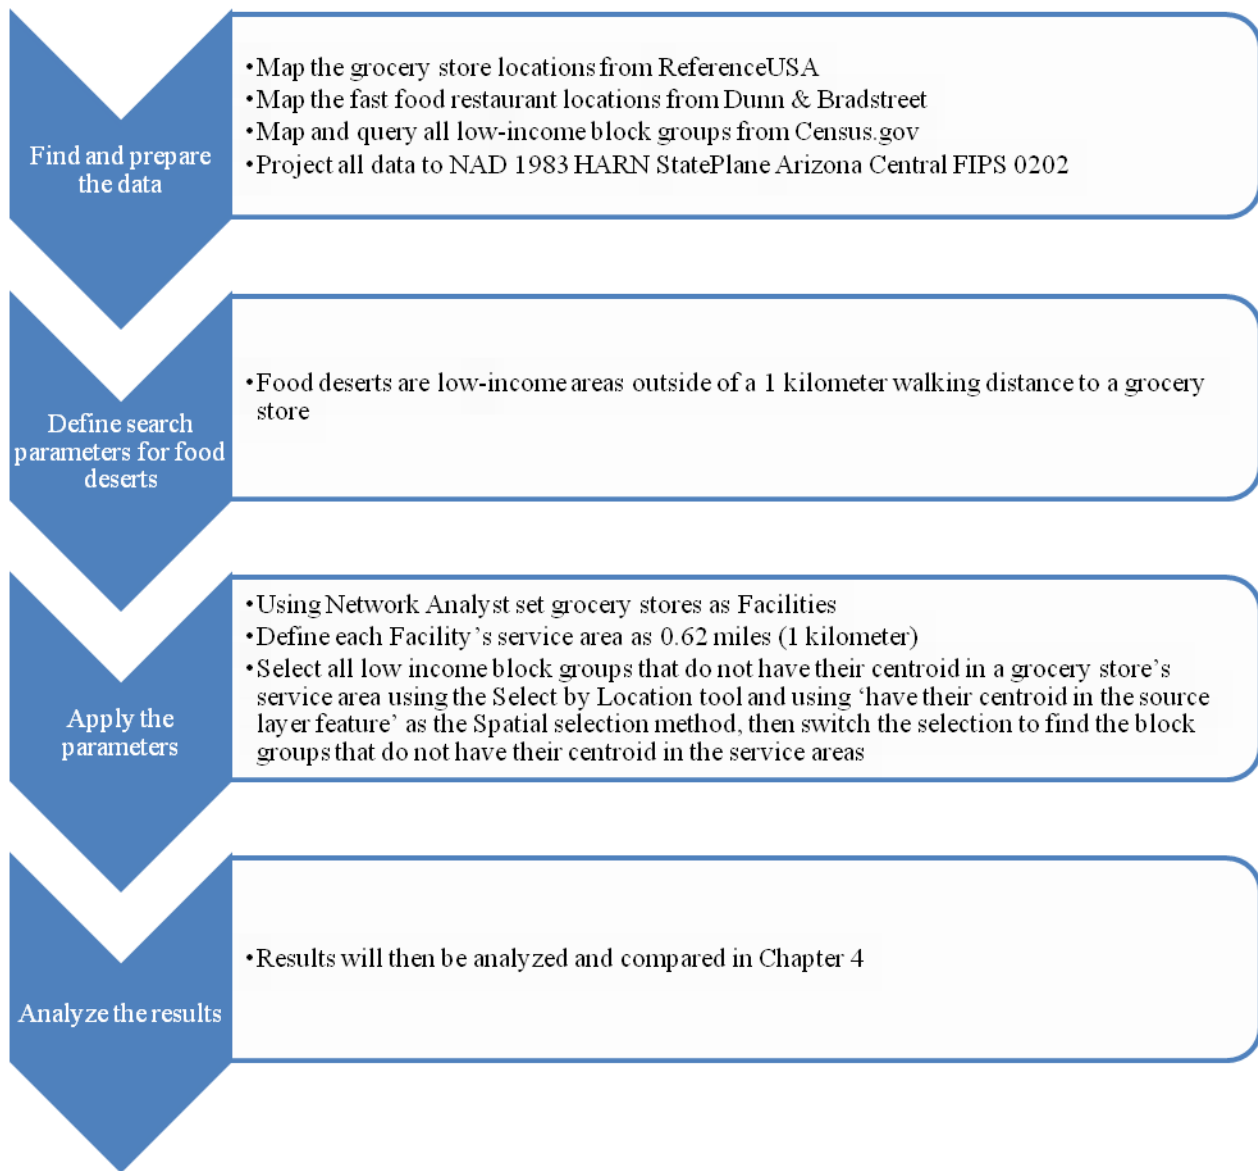 Find and prepare
the data
•Map the grocery store locations from ReferenceUSA
•Map the fast food restaurant locations from Dunn & Bradstreet
•Map and query all low-income block groups from Census.gov
•Project all data to NAD 1983 HARN StatePlane Arizona Central FIPS 0202
Define search
parameters for food
deserts
•Food deserts are low-income areas outside of a 1 kilometer walking distance to a grocery
store
Apply the
parameters
•Using Network Analyst set grocery stores as Facilities
•Define each Facility’s service area as 0.62 miles (1 kilometer)
•Select all low income block groups that do not have their centroid in a grocery store’s
service area using the Select by Location tool and using ‘have their centroid in the source
layer feature’ as the Spatial selection method, then switch the selection to find the block
groups that do not have their centroid in the service areas
Analyze the results
•Results will then be analyzed and compared in Chapter 4